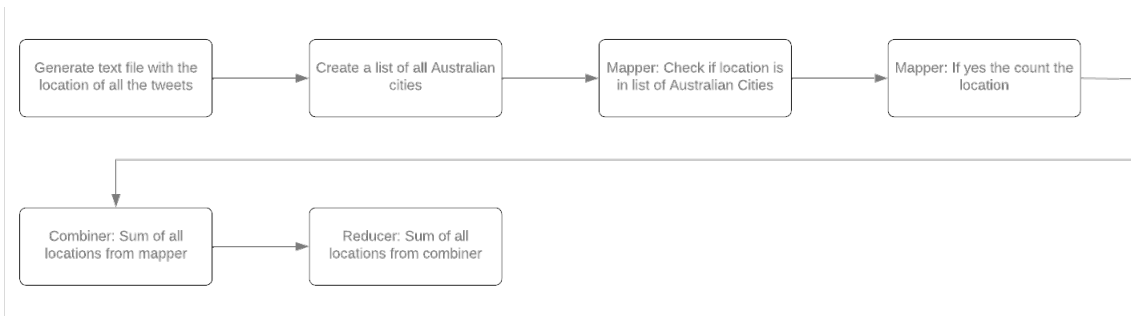 Generate text file with the
location of all the tweets
Create a list of all Australian
cities
Mapper: Check if location is
in list of Australian Cities
Mapper: If yes the count the
location
Combiner: Sum of all
locations from mapper
Reducer: Sum of all
locations from combiner